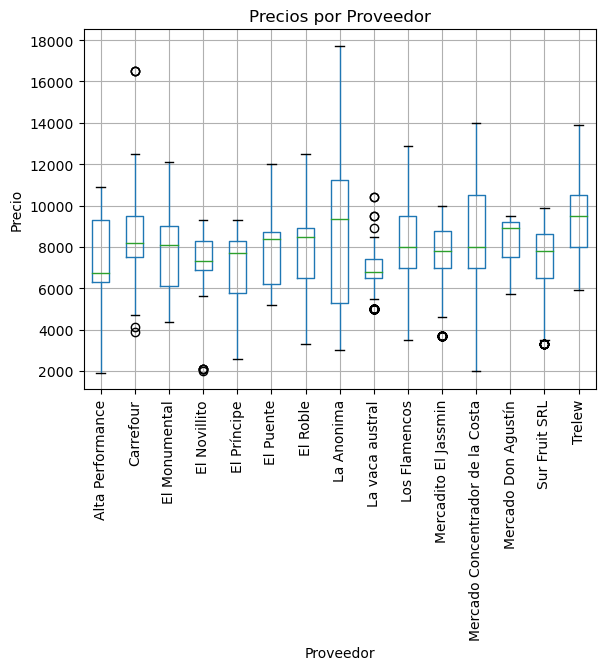 Precios por Proveedor
Precio
18000
16000
14000
12000
10000
8000
6000
4000
2000
Alta Performance
Carrefour
El Monumental
El Novillito
El Príncipe
El Puente
El Roble
La Anonima
La vaca austral
Los Flamencos
Mercadito El Jassmin
Mercado Concentrador de la Costa
Mercado Don Agustín
Sur Fruit SRL
Trelew
Proveedor